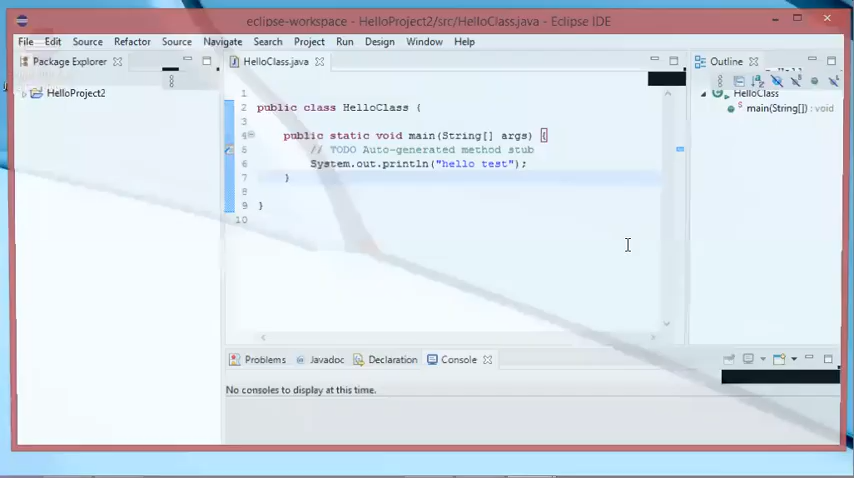 eclipse-workspace - HelloProject2/src/HelloClass.java - Eclipse IDE
File Edit Source Refactor Source Navigate Search Project Run Design Window Help
Package Explorer
HelloProject2
HelloClass.java
1
2 public class HelloClass {
3
4 public static void main(String[] args) {
5 // TODO Auto-generated method stub
6 System.out.println("hello test");
7 }
8
9 }
10
Outline
HelloClass
main(String[]) : void
Problems Javadoc Declaration Console
No consoles to display at this time.